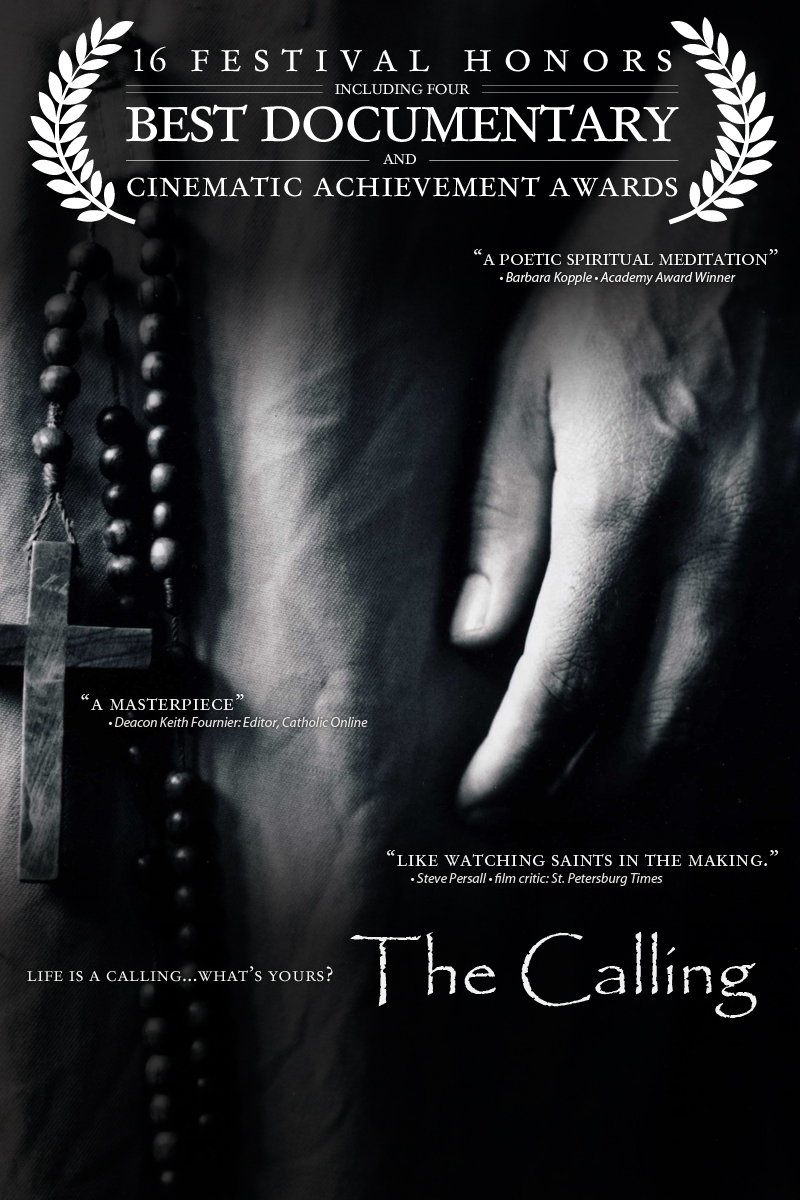 16 FESTIVAL HONORS
INCLUDING FOUR
BEST DOCUMENTARY
AND
CINEMATIC ACHIEVEMENT AWARDS
“A POETIC SPIRITUAL MEDITATION”
• Barbara Kopple • Academy Award Winner
“A MASTERPIECE”
• Deacon Keith Fournier: Editor, Catholic Online
“LIKE WATCHING SAINTS IN THE MAKING.”
• Steve Persall • film critic: St. Petersburg Times
LIFE IS A CALLING...WHAT’S YOURS?
The Calling